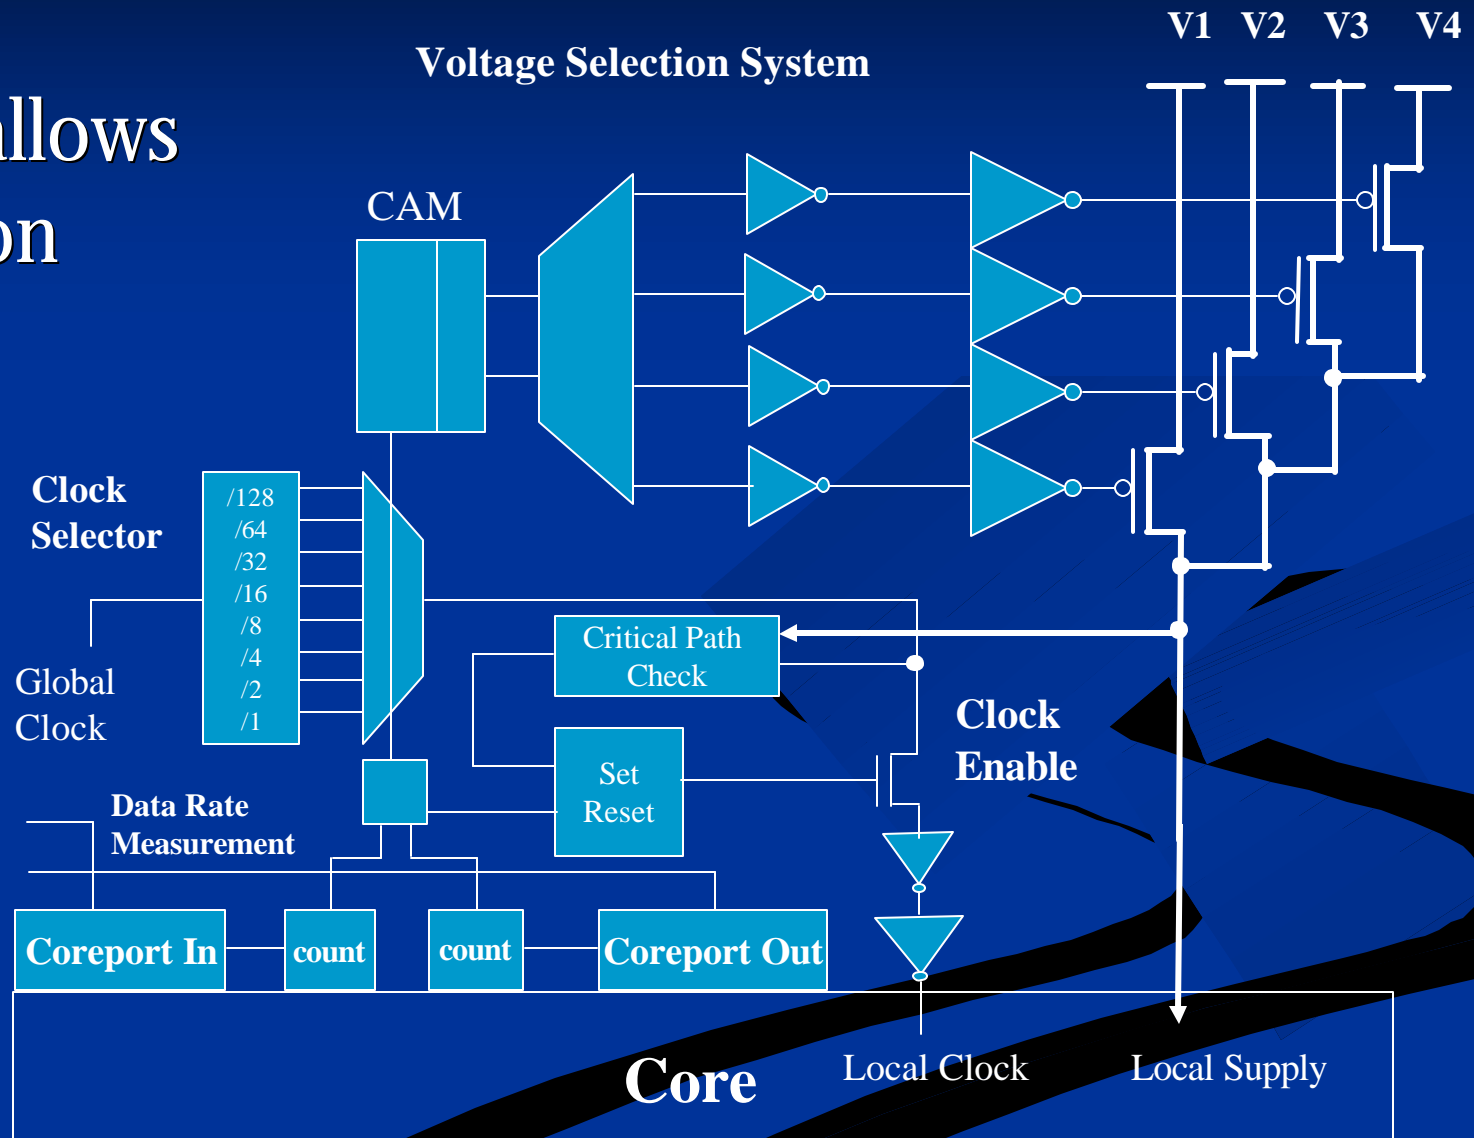 V1 V2 V3 V4
Voltage Selection System
allows
on
CAM
Clock
Selector
/128
/64
/32
/16
/8
/4
/2
/1
Global
Clock
Critical Path
Check
Clock
Enable
Set
Reset
Data Rate
Measurement
Coreport In
count
count
Coreport Out
Core
Local Clock
Local Supply